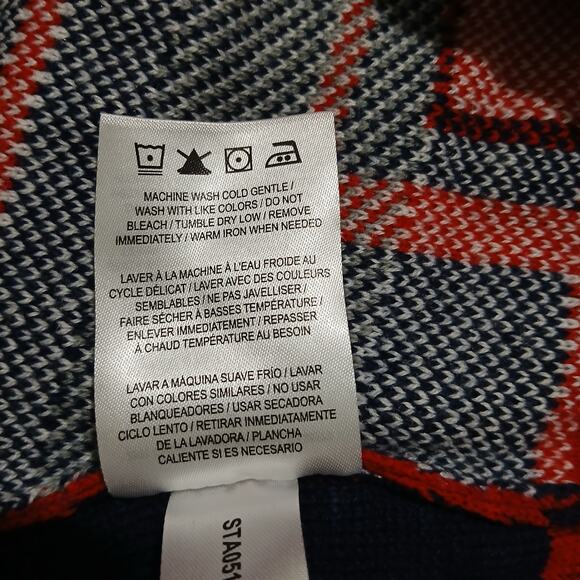 MACHINE WASH COLD GENTLE /
WASH WITH LIKE COLORS / DO NOT
BLEACH / TUMBLE DRY LOW / REMOVE
IMMEDIATELY / WARM IRON WHEN NEEDED
LAVER À LA MACHINE À L'EAU FROIDE AU
CYCLE DÉLICAT / LAVER AVEC DES COULEURS
SEMBLABLES / NE PAS JAVELLISER /
FAIRE SÉCHER À BASSES TEMPÉRATURE /
ENLEVER IMMÉDIATEMENT / REPASSER
À CHAUD TEMPÉRATURE AU BESOIN
LAVAR A MÁQUINA SUAVE FRÍO / LAVAR
CON COLORES SIMILARES / NO USAR
BLANQUEADORES / USAR SECADORA
CICLO LENTO / RETIRAR INMEDIATAMENTE
DE LA LAVADORA / PLANCHA
CALIENTE SI ES NECESARIO
STA051